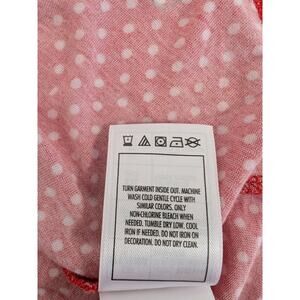 TURN GARMENT INSIDE OUT. MACHINE
WASH COLD GENTLE CYCLE WITH
SIMILAR COLORS. ONLY
NON-CHLORINE BLEACH WHEN
NEEDED. TUMBLE DRY LOW. COOL
IRON IF NEEDED. DO NOT IRON ON
DECORATION. DO NOT DRY CLEAN.